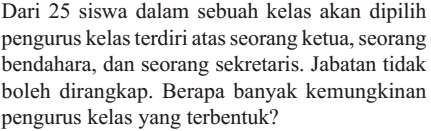 Dari 25 siswa dalam sebuah kelas akan dipilih
pengurus kelas terdiri atas seorang ketua, seorang
bendahara, dan seorang sekretaris. Jabatan tidak
boleh dirangkap. Berapa banyak kemungkinan
pengurus kelas yang terbentuk?